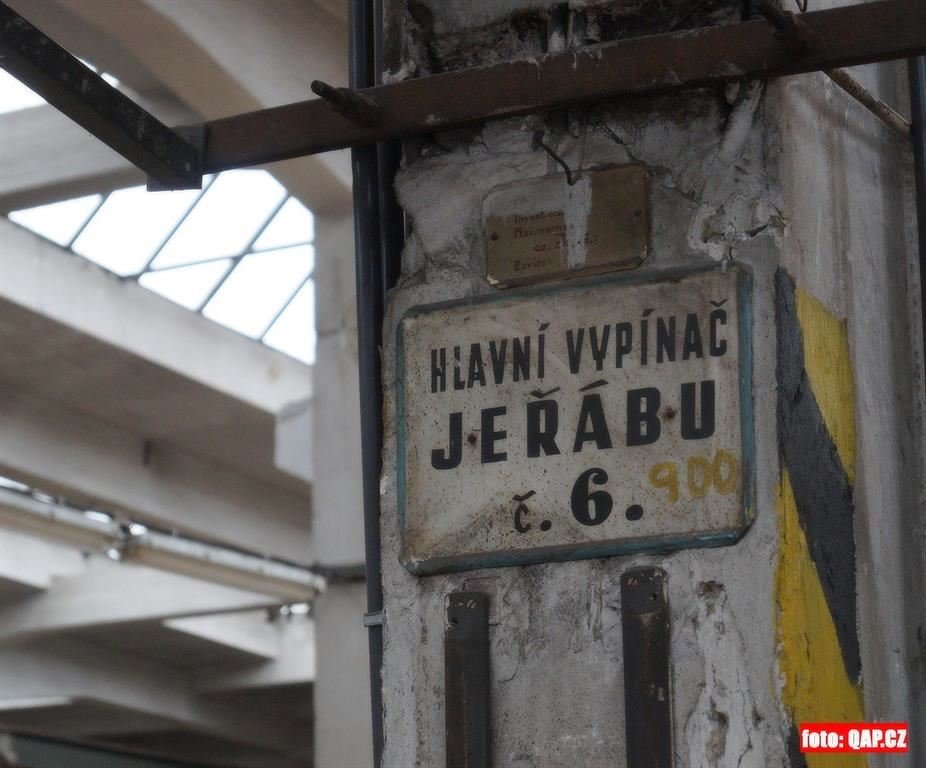 HLAVNÍ VYPÍNAČ
JEŘÁBU
č. 6. 900
foto: QAP.CZ